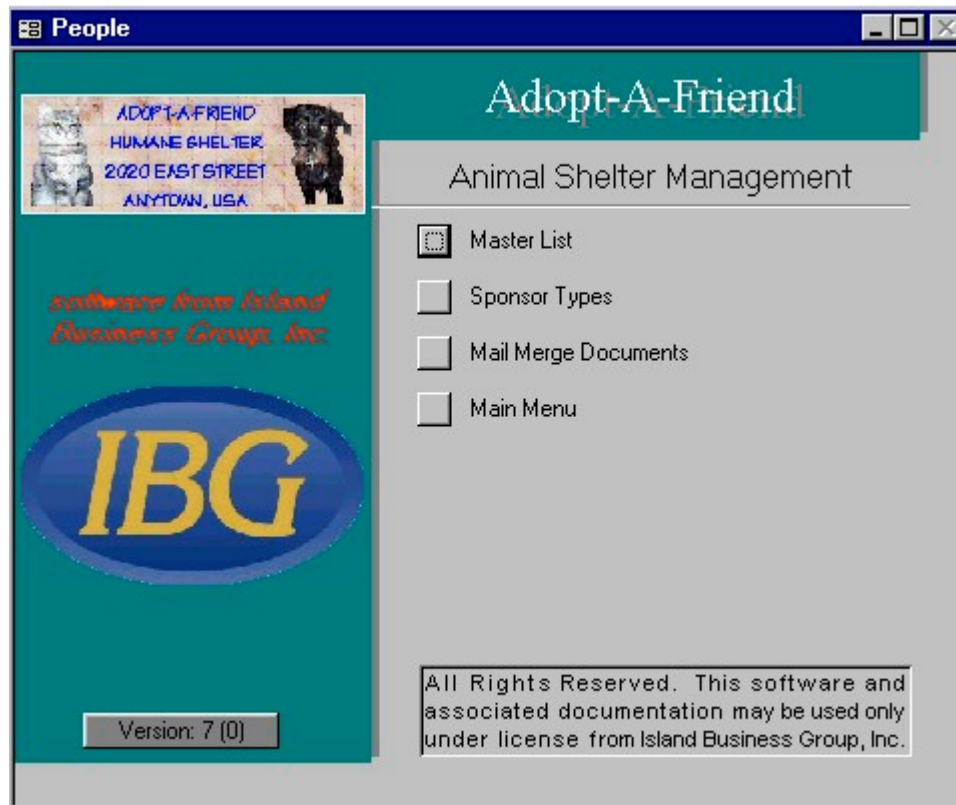 People
Adopt-A-Friend
ADOPT-A-FRIEND
HUMANE SHELTER
2020 EAST STREET
ANYTOWN, USA
Animal Shelter Management
Master List
Sponsor Types
Mail Merge Documents
Main Menu
software from Island
Business Group, Inc.
IBG
Version: 7 (0)
All Rights Reserved. This software and
associated documentation may be used only
under license from Island Business Group, Inc.